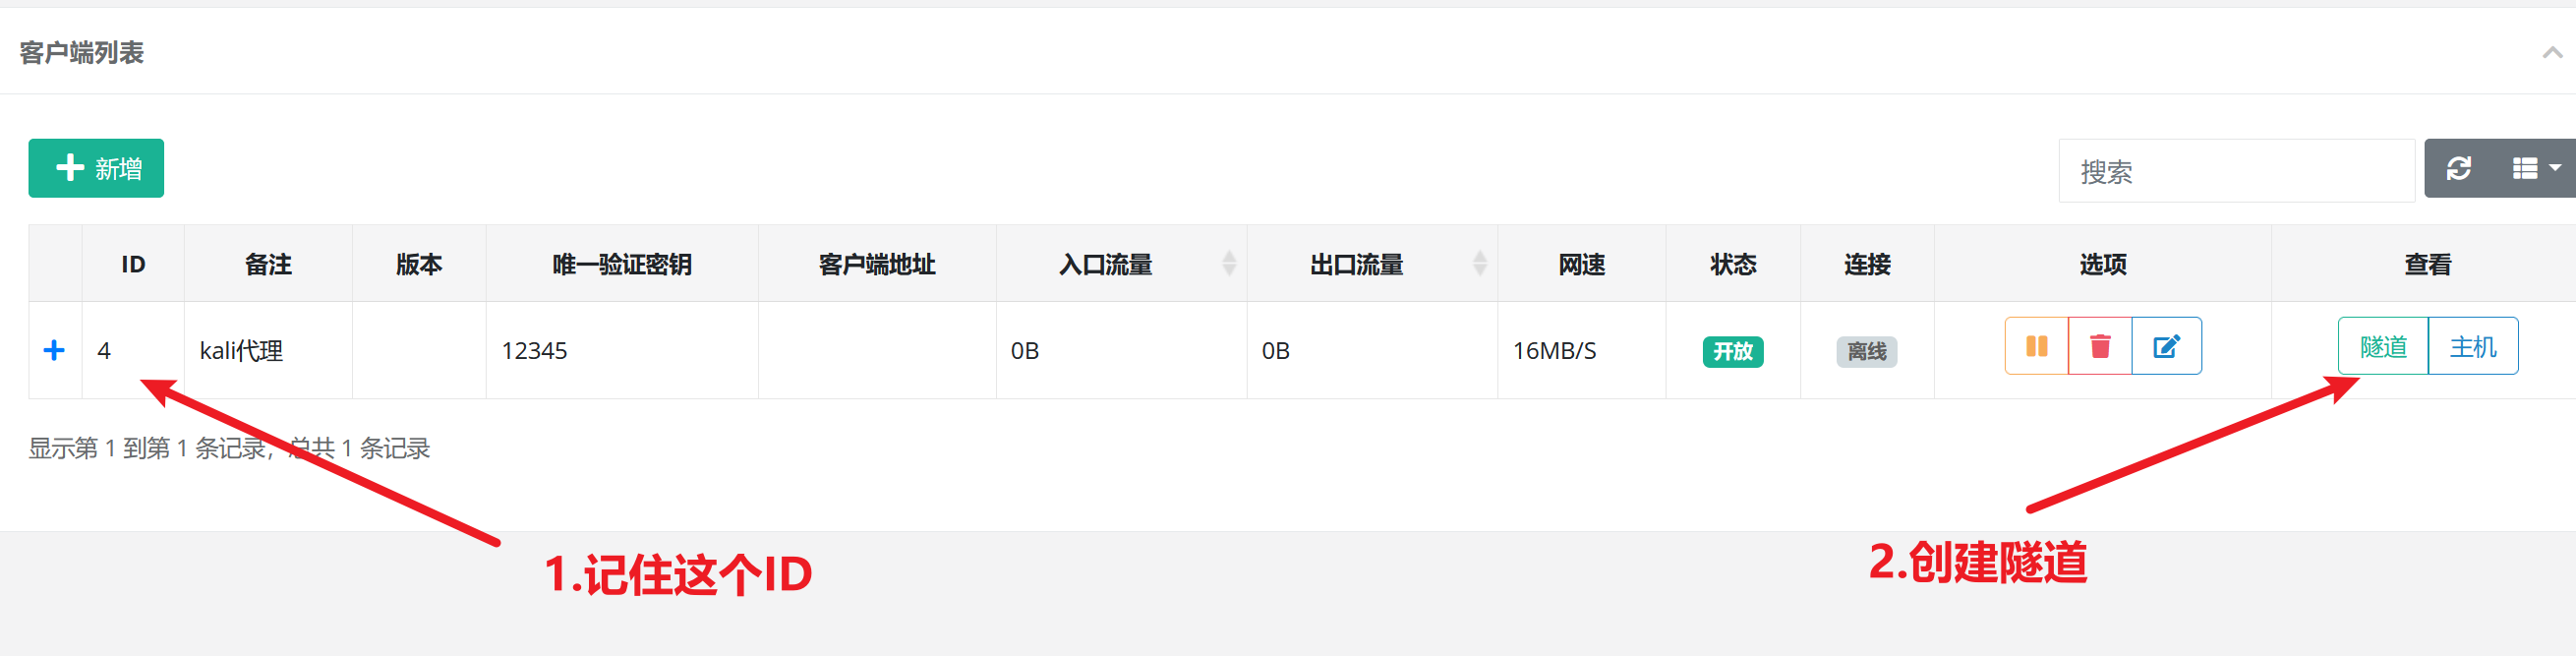 客户端列表
新增
搜索
ID 备注 版本 唯一验证密钥 客户端地址 入口流量 出口流量 网速 状态 连接 选项 查看
4 kali代理 12345 0B 0B 16MB/S 开放 离线 隧道 主机
显示第 1 到第 1 条记录，总共 1 条记录
1.记住这个ID
2.创建隧道